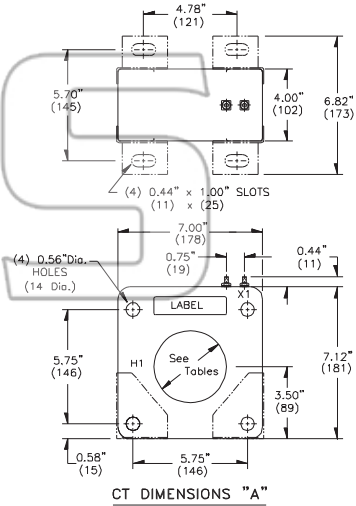 4.78"
(121)
5.70"
(145)
4.00"
(102)
6.82"
(173)
(4) 0.44" x 1.00" SLOTS
(11) x (25)
7.00"
(178)
(4) 0.56"Dia.
HOLES
(14 Dia.)
0.75"
(19)
0.44"
(11)
X1
LABEL
H1
See
Tables
5.75"
(146)
7.12"
(181)
3.50"
(89)
0.58"
(15)
5.75"
(146)
CT DIMENSIONS "A"